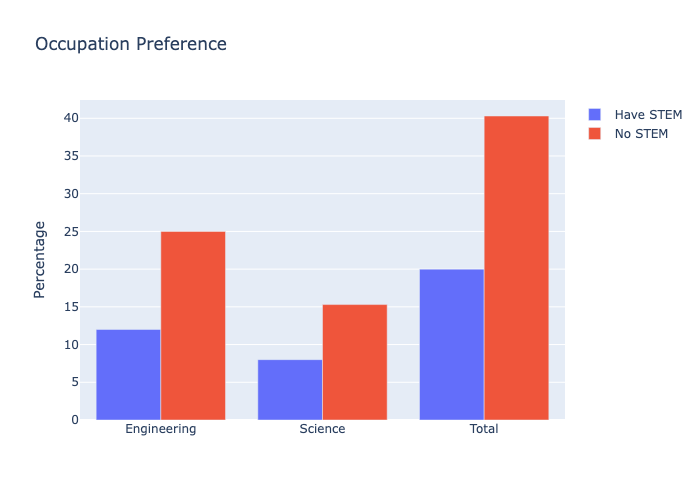 Occupation Preference
Have STEM
No STEM
Percentage
40
35
30
25
20
15
10
5
0
Engineering
Science
Total